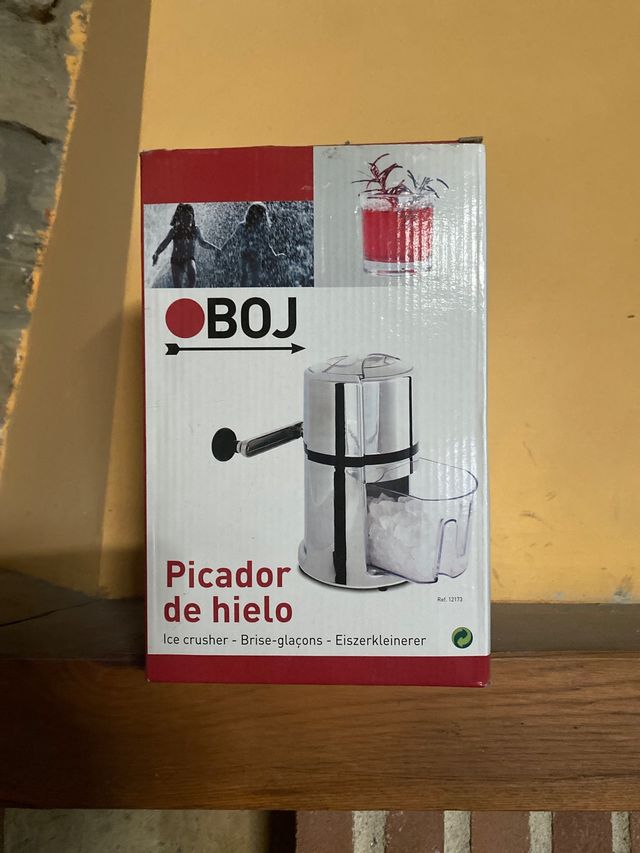 BOJ
Picador
de hielo
Ice crusher - Brise-glaçons - Eiszerkleinerer
Ref. 12173